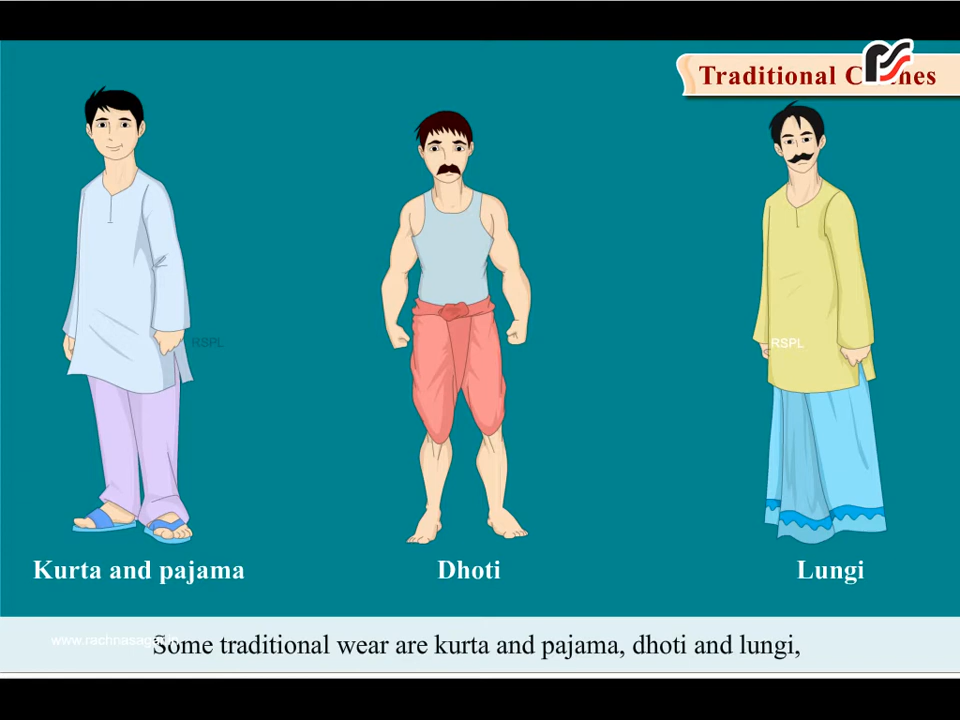 Traditional
RSPL
RSPL
Kurta and pajama
Dhoti
Lungi
Some traditional wear are kurta and pajama, dhoti and lungi,